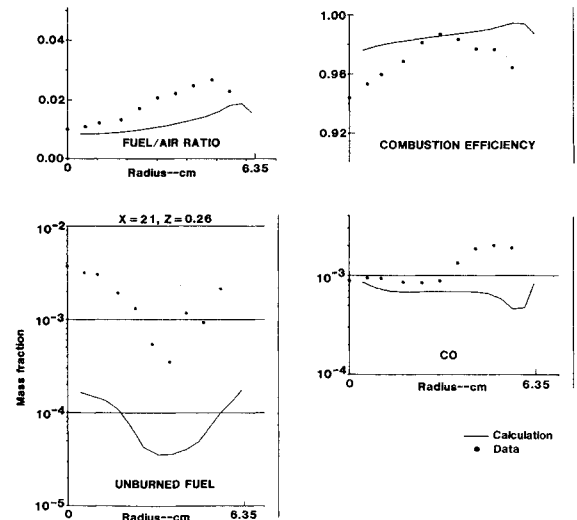 0.04
0.02
0.00
0
6.35
FUEL/AIR RATIO
Radius--cm
1.00
0.96
0.92
COMBUSTION EFFICIENCY
X = 21, Z = 0.26
10-2
10-3
10-4
10-5
Mass fraction
UNBURNED FUEL
0
6.35
Radius--cm
10-3
10-4
CO
0
6.35
Radius--cm
Calculation
Data